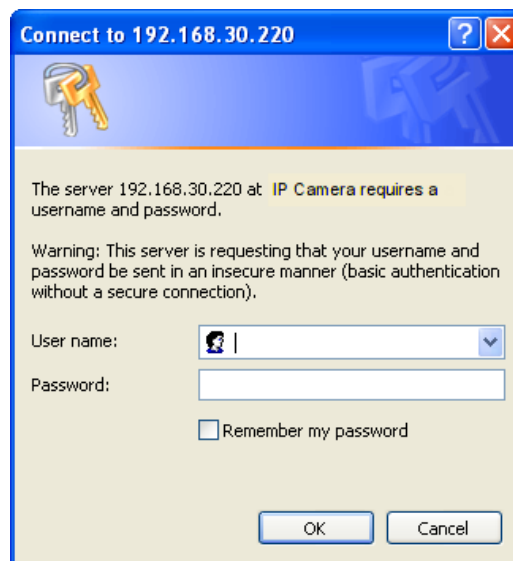 Connect to 192.168.30.220
The server 192.168.30.220 at IP Camera requires a
username and password.
Warning: This server is requesting that your username and
password be sent in an insecure manner (basic authentication
without a secure connection).
User name:
Password:
Remember my password
OK Cancel